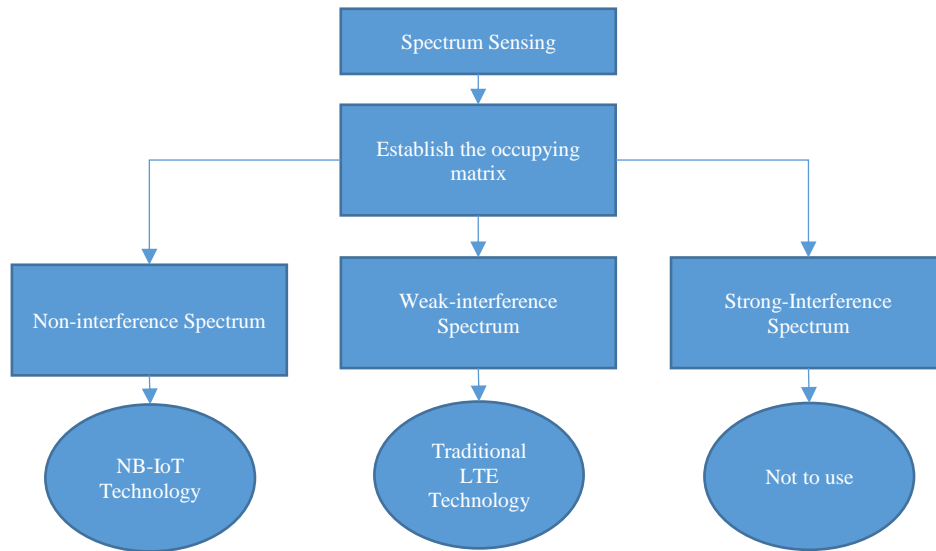 Spectrum Sensing
Establish the occupying
matrix
Non-interference Spectrum
Weak-interference
Spectrum
Strong-Interference
Spectrum
NB-IoT
Technology
Traditional
LTE
Technology
Not to use